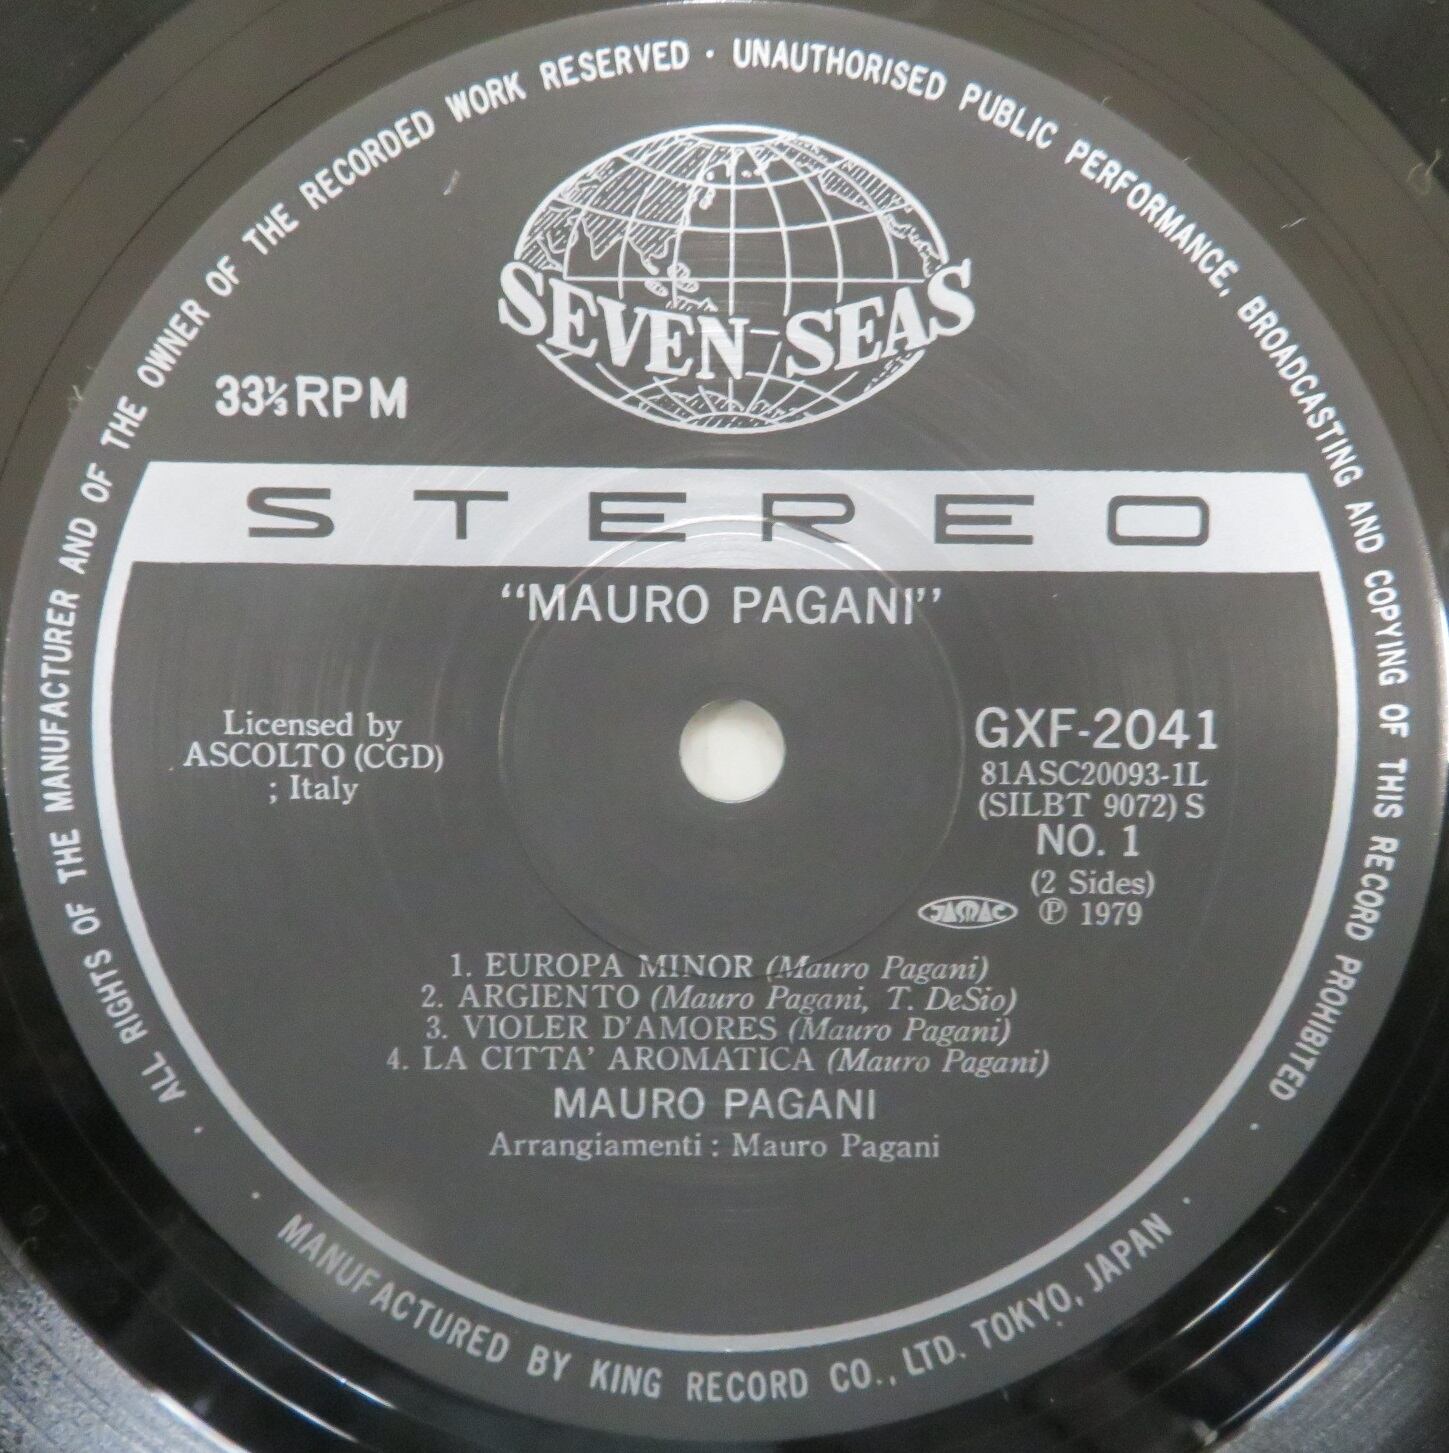 ALL RIGHTS OF THE MANUFACTURER AND OF THE OWNER OF THE RECORDED WORK RESERVED · UNAUTHORISED PUBLIC PERFORMANCE, BROADCASTING AND COPYING OF THIS RECORD PROHIBITED
SEVEN SEAS
33⅓ RPM
STEREO
“MAURO PAGANI”
Licensed by
ASCOLTO (CGD)
; Italy
GXF-2041
81ASC20093-1L
(SILBT 9072) S
NO. 1
(2 Sides)
JASRAC ℗ 1979
1. EUROPA MINOR (Mauro Pagani)
2. ARGIENTO (Mauro Pagani, T. DeSio)
3. VIOLER D'AMORES (Mauro Pagani)
4. LA CITTA' AROMATICA (Mauro Pagani)
MAURO PAGANI
Arrangiamenti : Mauro Pagani
· MANUFACTURED BY KING RECORD CO., LTD. TOKYO, JAPAN ·